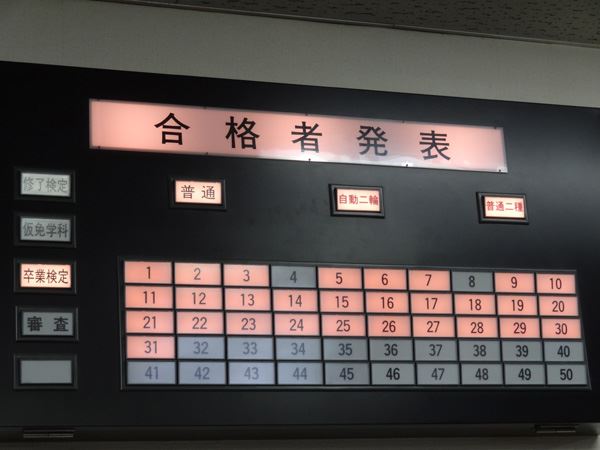 合格者発表
普通 自動二輪 普通二種
修了検定
仮免学科
卒業検定
審査
1 2 3 4 5 6 7 8 9 10
11 12 13 14 15 16 17 18 19 20
21 22 23 24 25 26 27 28 29 30
31 32 33 34 35 36 37 38 39 40
41 42 43 44 45 46 47 48 49 50